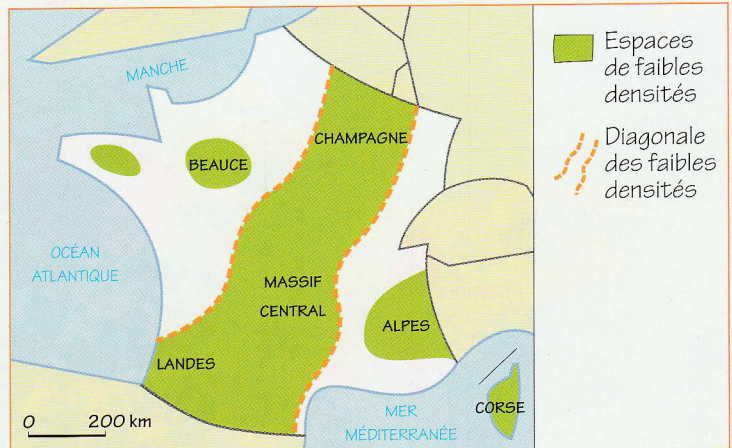 MANCHE
CHAMPAGNE
BEAUCE
OCÉAN
ATLANTIQUE
MASSIF
CENTRAL
ALPES
LANDES
CORSE
MER
MÉDITERRANÉE
0 200 km
Espaces
de faibles
densités
Diagonale
des faibles
densités